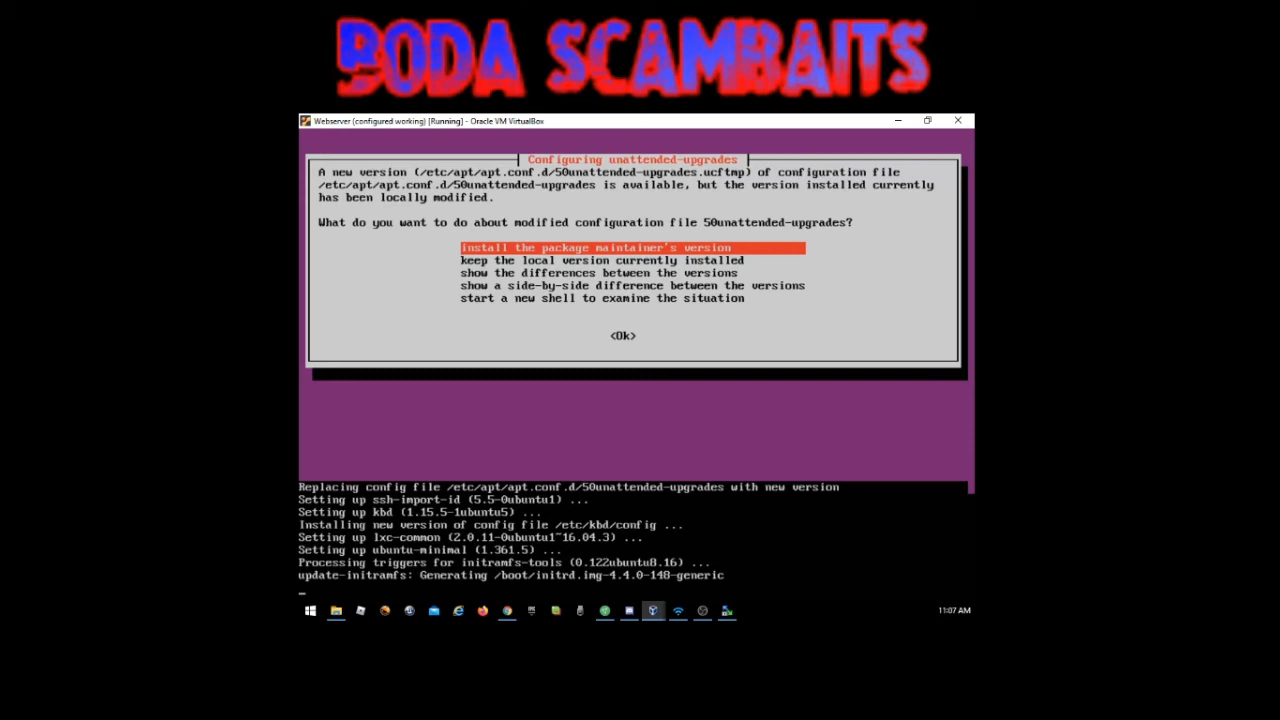 BODA SCAMBAITS
Webserver (configured working) [Running] - Oracle VM VirtualBox
Configuring unattended-upgrades
A new version (/etc/apt/apt.conf.d/50unattended-upgrades.ucftmp) of configuration file
/etc/apt/apt.conf.d/50unattended-upgrades is available, but the version installed currently
has been locally modified.
What do you want to do about modified configuration file 50unattended-upgrades?
install the package maintainer's version
keep the local version currently installed
show the differences between the versions
show a side-by-side difference between the versions
start a new shell to examine the situation
<Ok>
Replacing config file /etc/apt/apt.conf.d/50unattended-upgrades with new version
Setting up ssh-import-id (5.5-0ubuntu1) ...
Setting up kbd (1.15.5-1ubuntu5) ...
Installing new version of config file /etc/kbd/config ...
Setting up lxc-common (2.0.11-0ubuntu1~16.04.3) ...
Setting up ubuntu-minimal (1.361.5) ...
Processing triggers for initramfs-tools (0.122ubuntu8.16) ...
update-initramfs: Generating /boot/initrd.img-4.4.0-148-generic
11:07 AM